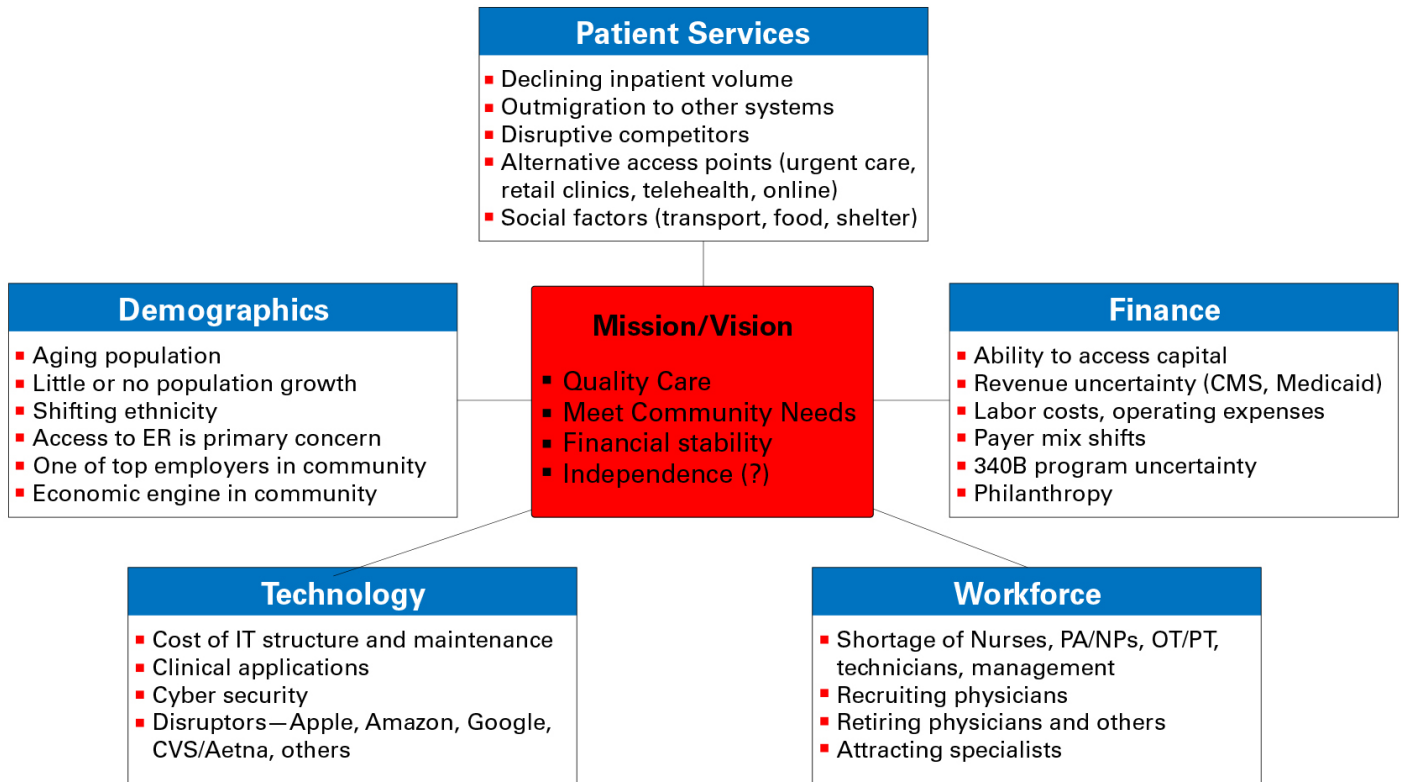 Patient Services
▪ Declining inpatient volume
▪ Outmigration to other systems
▪ Disruptive competitors
▪ Alternative access points (urgent care,
retail clinics, telehealth, online)
▪ Social factors (transport, food, shelter)
Demographics
▪ Aging population
▪ Little or no population growth
▪ Shifting ethnicity
▪ Access to ER is primary concern
▪ One of top employers in community
▪ Economic engine in community
Mission/Vision
▪ Quality Care
▪ Meet Community Needs
▪ Financial stability
▪ Independence (?)
Finance
▪ Ability to access capital
▪ Revenue uncertainty (CMS, Medicaid)
▪ Labor costs, operating expenses
▪ Payer mix shifts
▪ 340B program uncertainty
▪ Philanthropy
Technology
▪ Cost of IT structure and maintenance
▪ Clinical applications
▪ Cyber security
▪ Disruptors—Apple, Amazon, Google,
CVS/Aetna, others
Workforce
▪ Shortage of Nurses, PA/NPs, OT/PT,
technicians, management
▪ Recruiting physicians
▪ Retiring physicians and others
▪ Attracting specialists